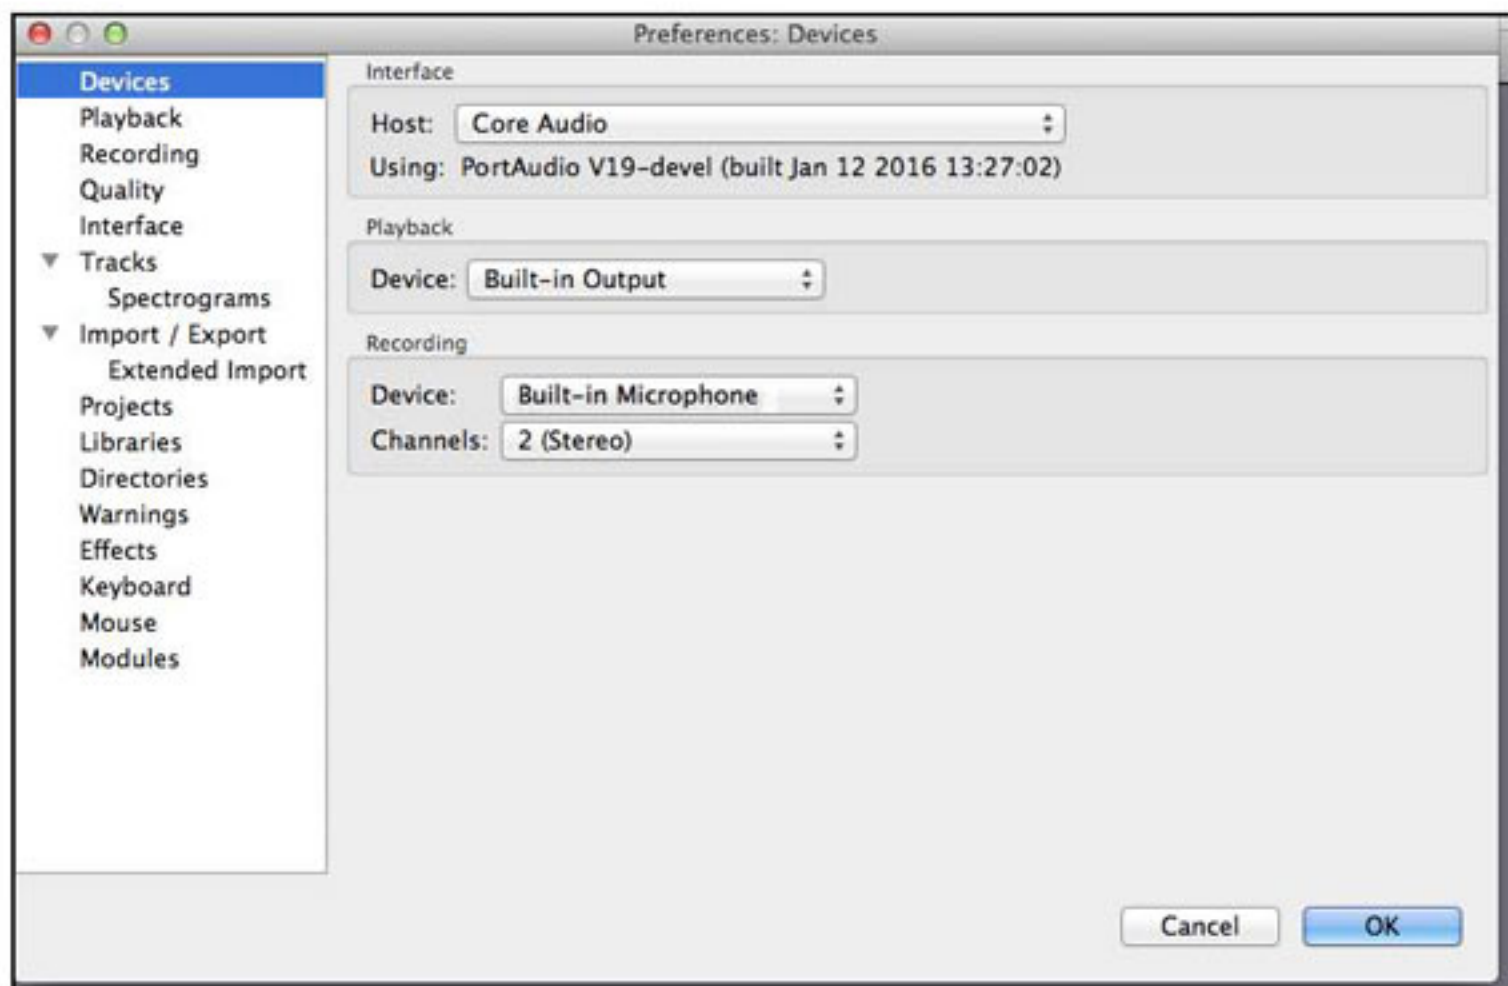 Preferences: Devices
Devices
Playback
Recording
Quality
Interface
Tracks
Spectrograms
Import / Export
Extended Import
Projects
Libraries
Directories
Warnings
Effects
Keyboard
Mouse
Modules
Interface
Host: Core Audio
Using: PortAudio V19-devel (built Jan 12 2016 13:27:02)
Playback
Device: Built-in Output
Recording
Device: Built-in Microphone
Channels: 2 (Stereo)
Cancel OK